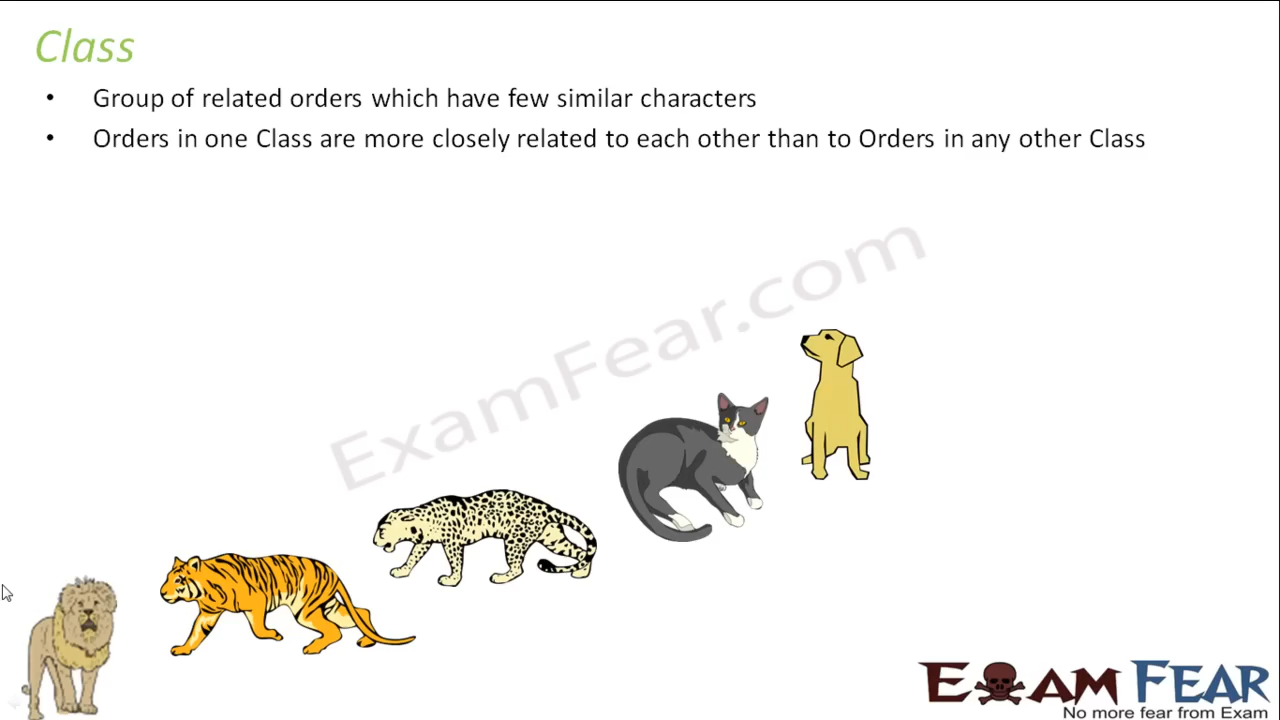 Class
• Group of related orders which have few similar characters
• Orders in one Class are more closely related to each other than to Orders in any other Class
ExamFear.com
EXAM FEAR
No more fear from Exam